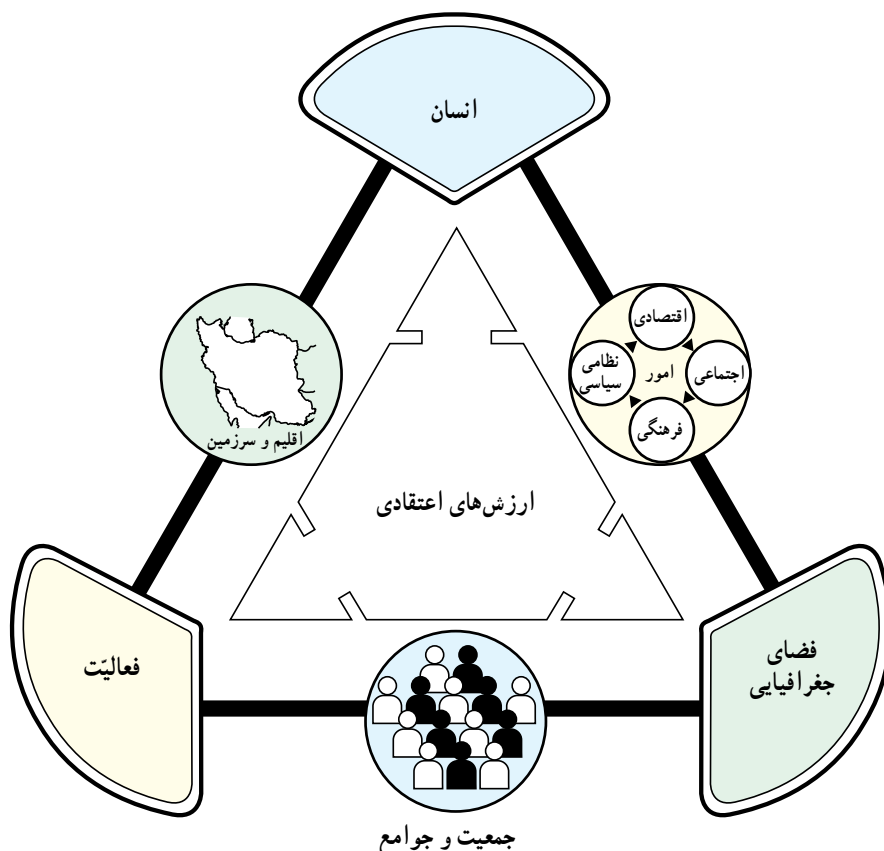 انسان
اقتصادی
نظامی
سیاسی
امور
اجتماعی
فرهنگی
اقلیم و سرزمین
ارزش‌های اعتقادی
فضای
جغرافیایی
فعالیّت
جمعیت و جوامع